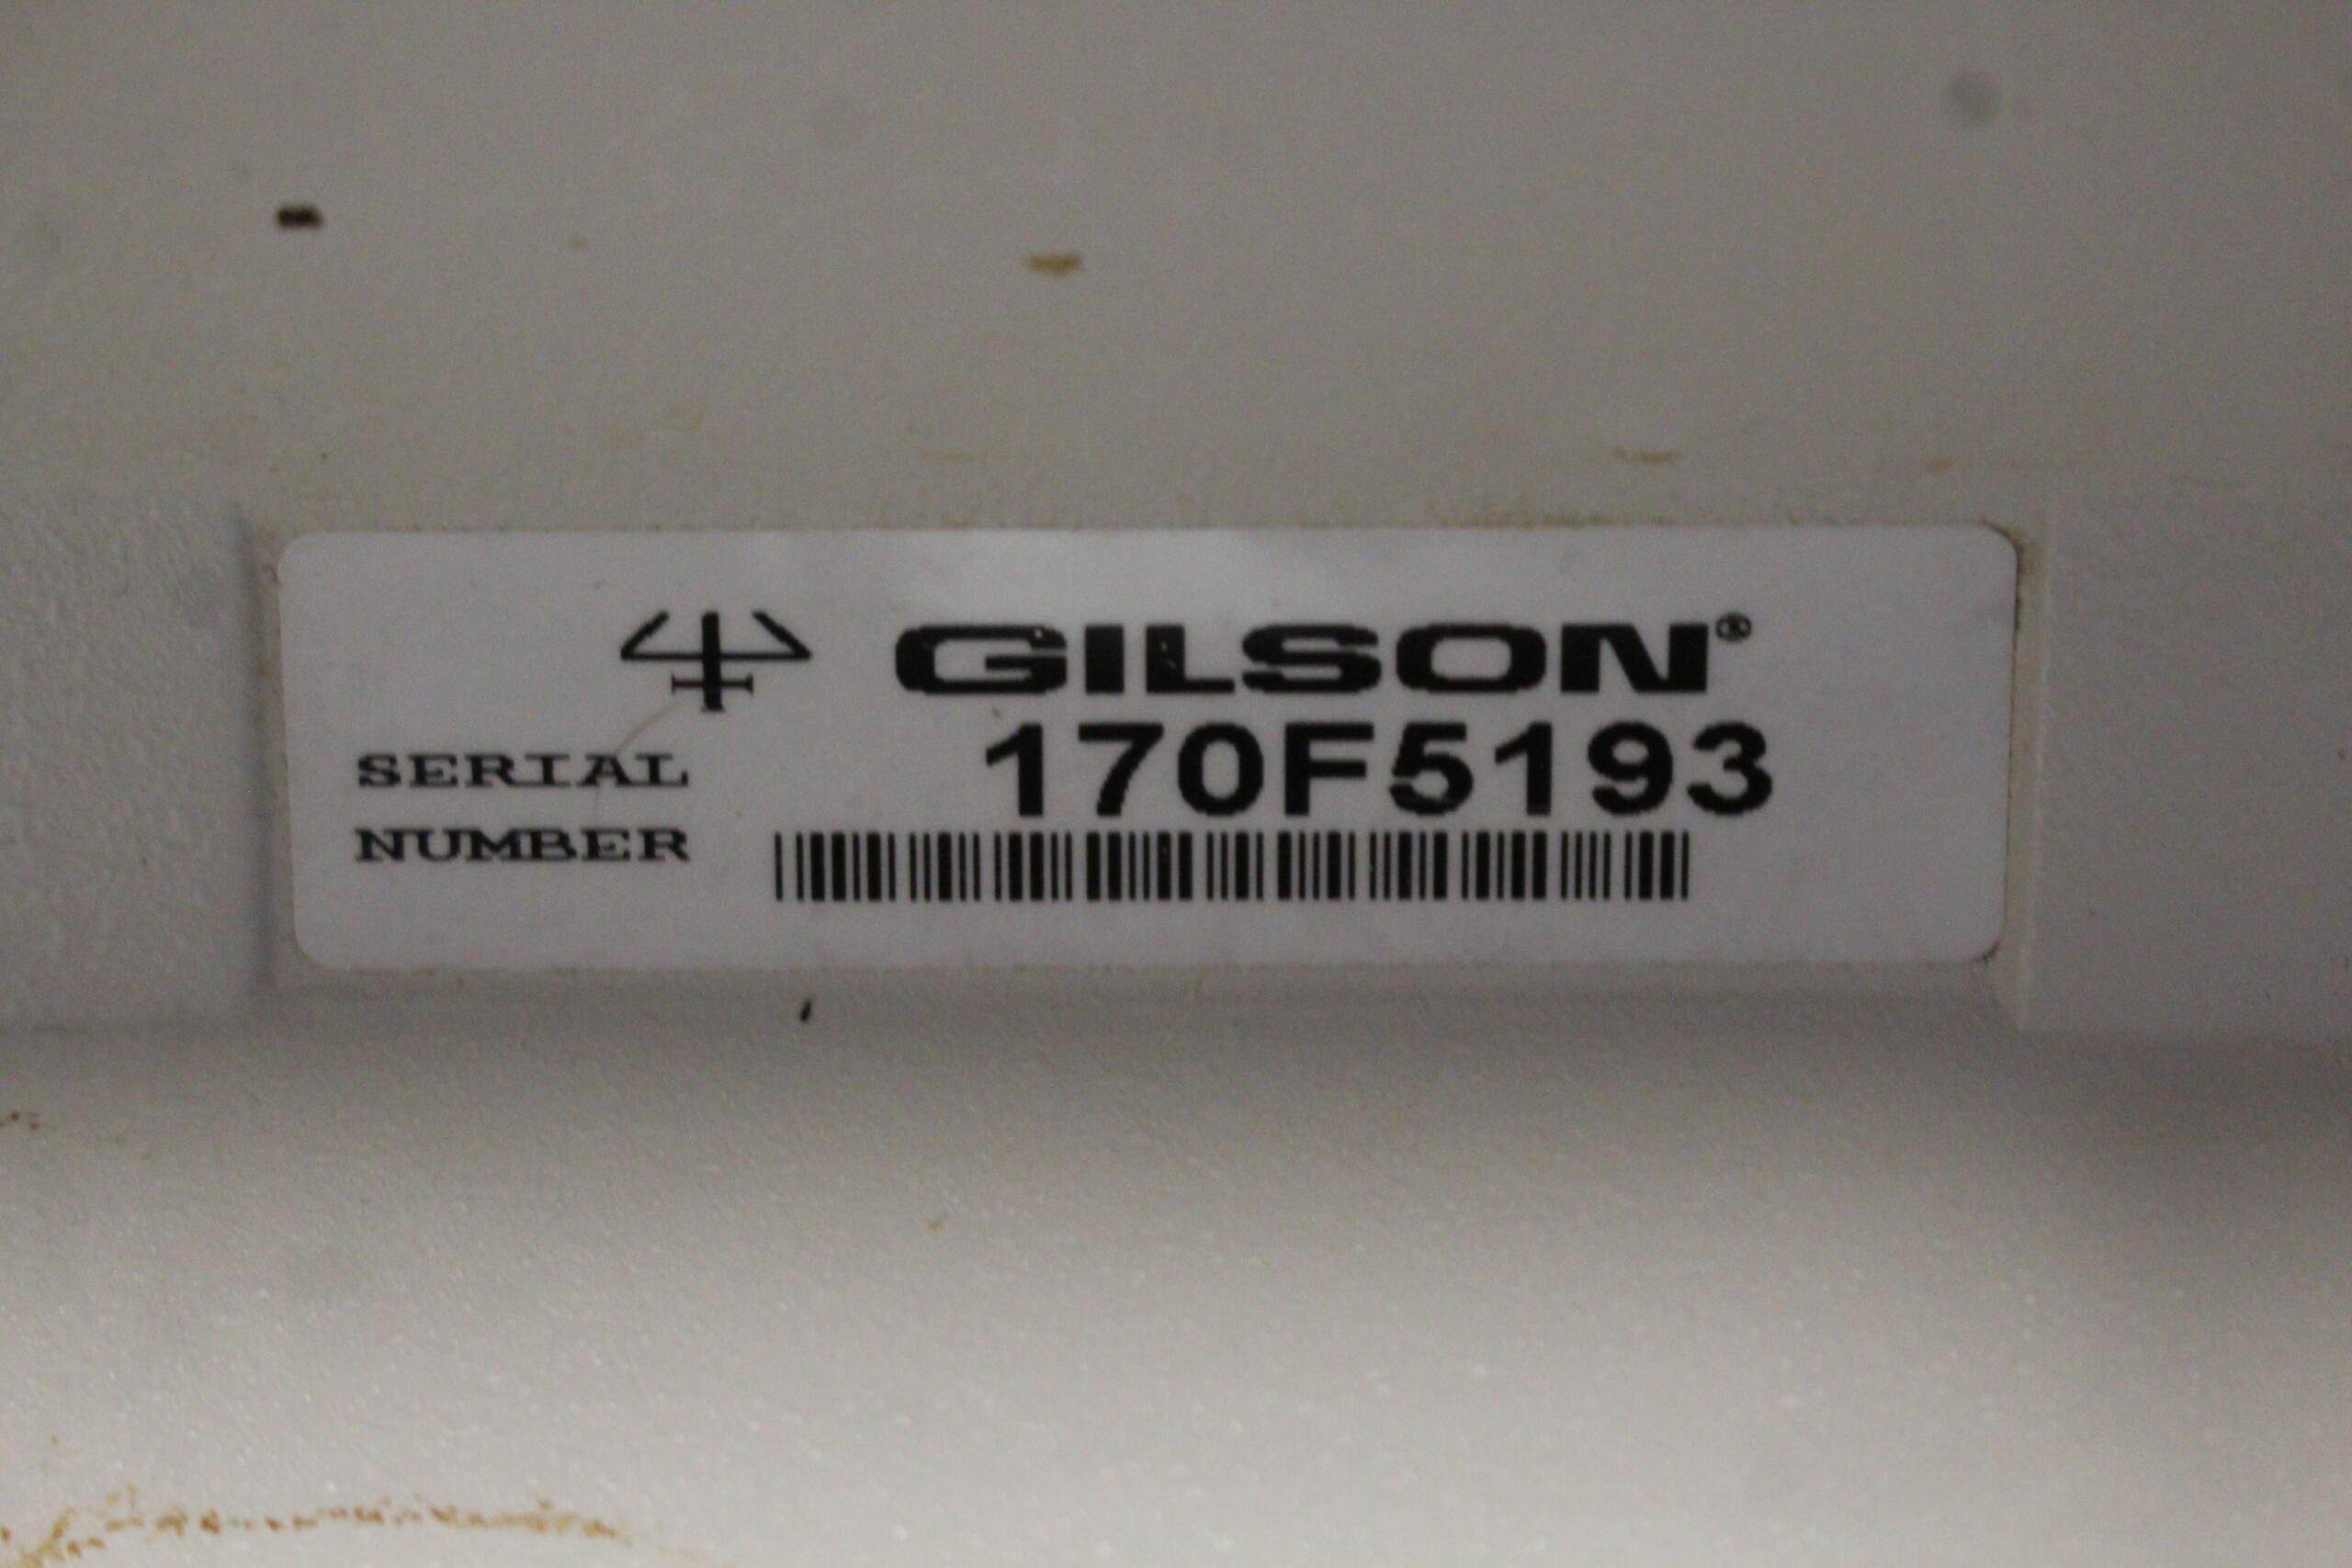 GILSON®
170F5193
SERIAL
NUMBER